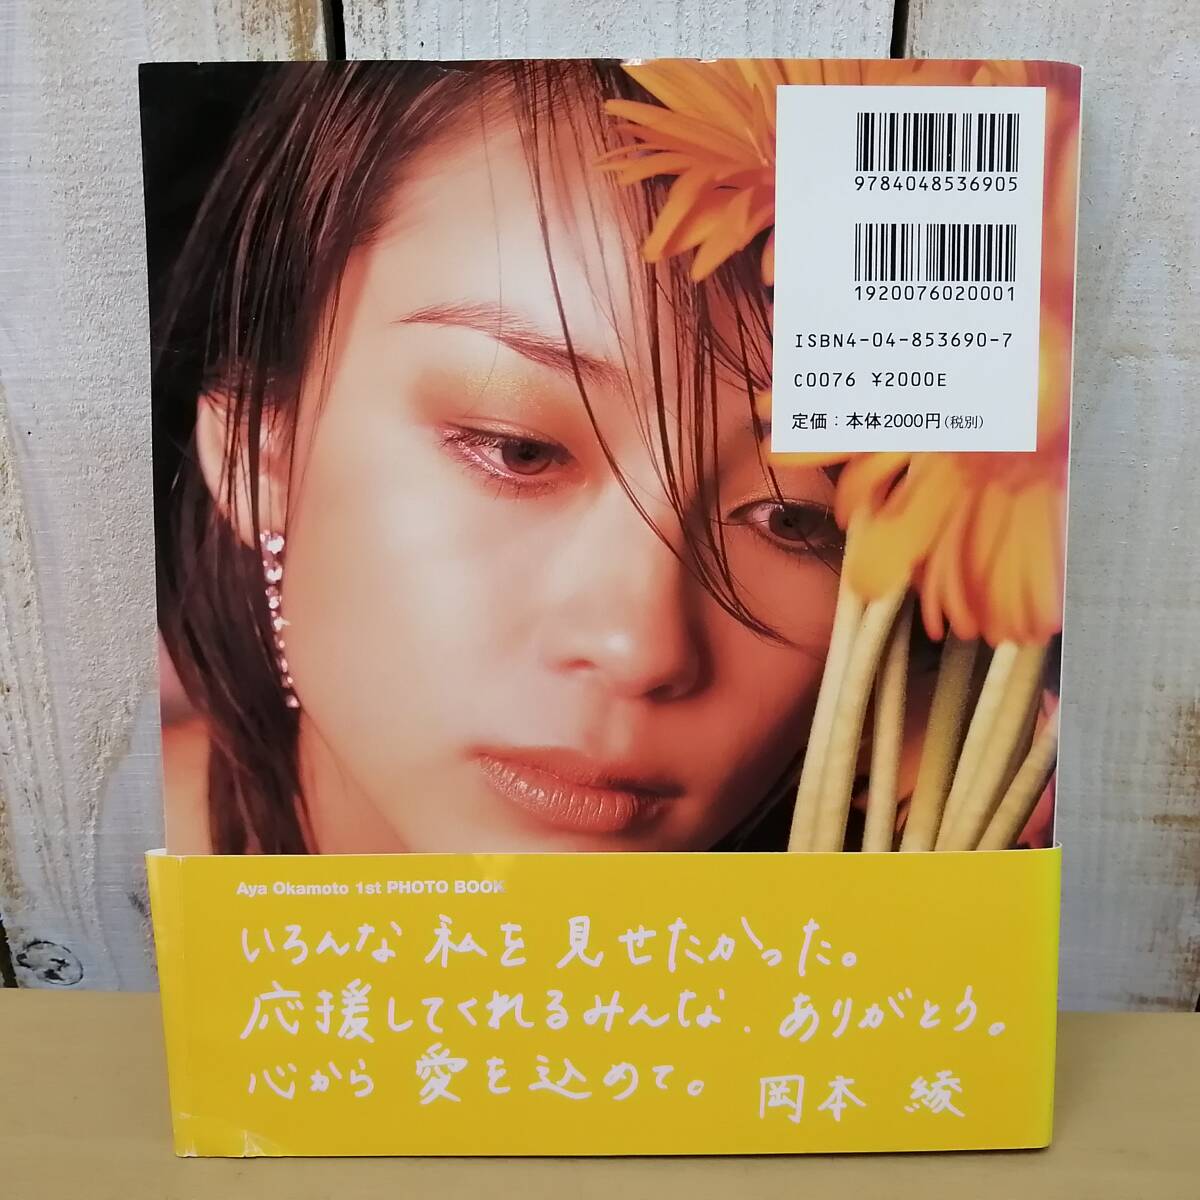 9784048536905
1920076020001
ISBN4-04-853690-7
C0076 ¥2000E
定価：本体2000円(税別)
Aya Okamoto 1st PHOTO BOOK
いろんな 私を 見せたかった。
応援してくれるみんな、ありがとう。
心から 愛を込めて。 岡本 綾